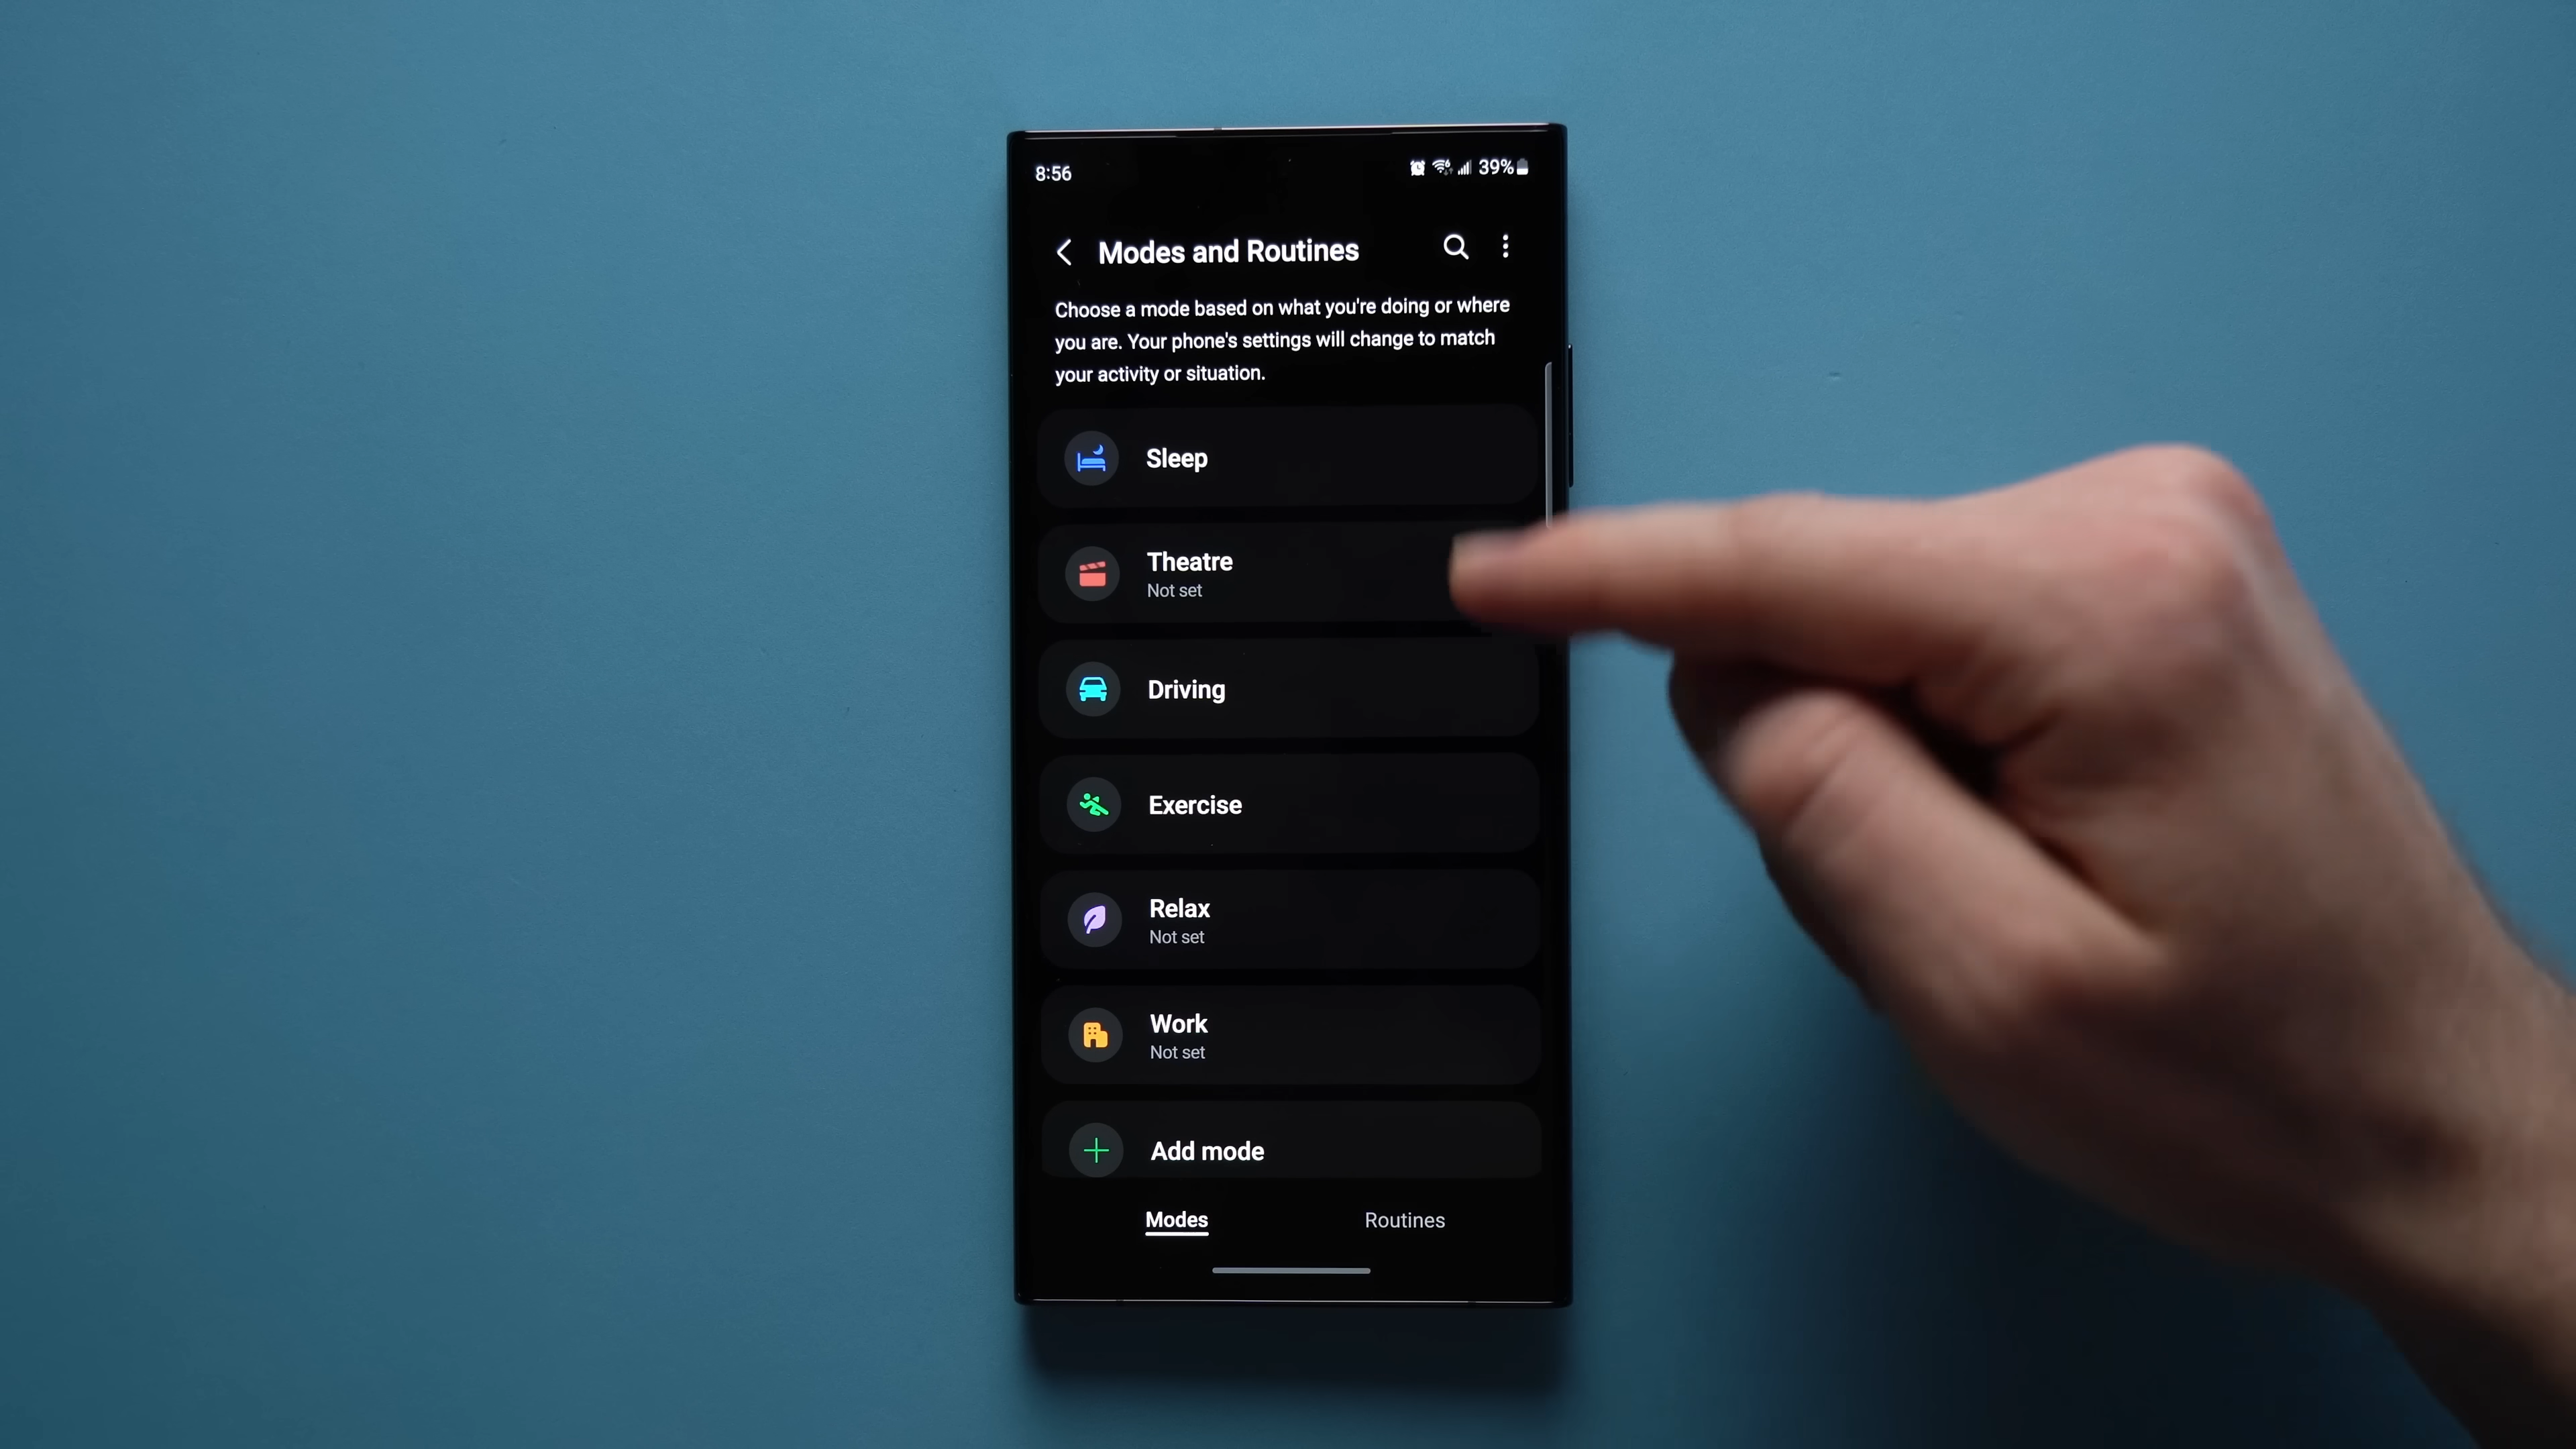 8:56
39%
Modes and Routines
Choose a mode based on what you're doing or where
you are. Your phone's settings will change to match
your activity or situation.
Sleep
Theatre
Not set
Driving
Exercise
Relax
Not set
Work
Not set
Add mode
Modes
Routines